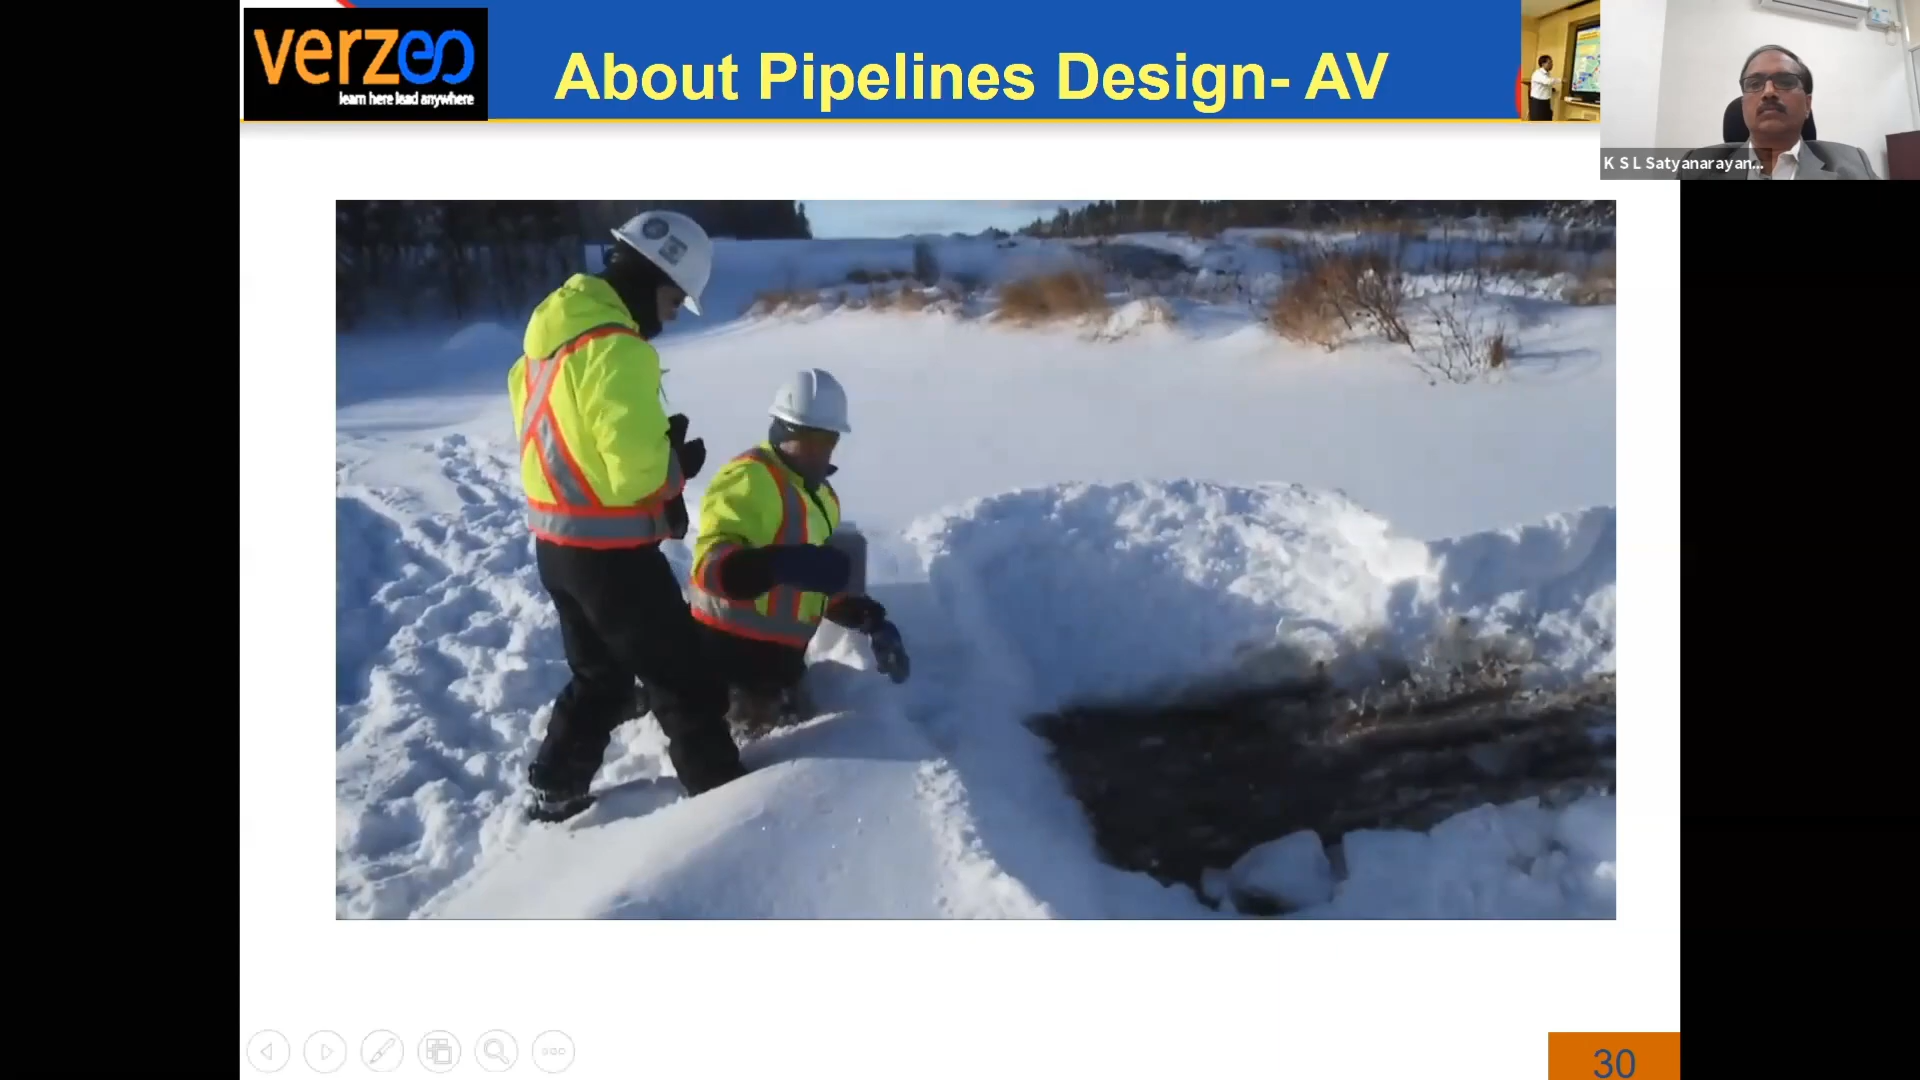 verzeo
learn here lead anywhere
About Pipelines Design- AV
K S L Satyanarayan...
30